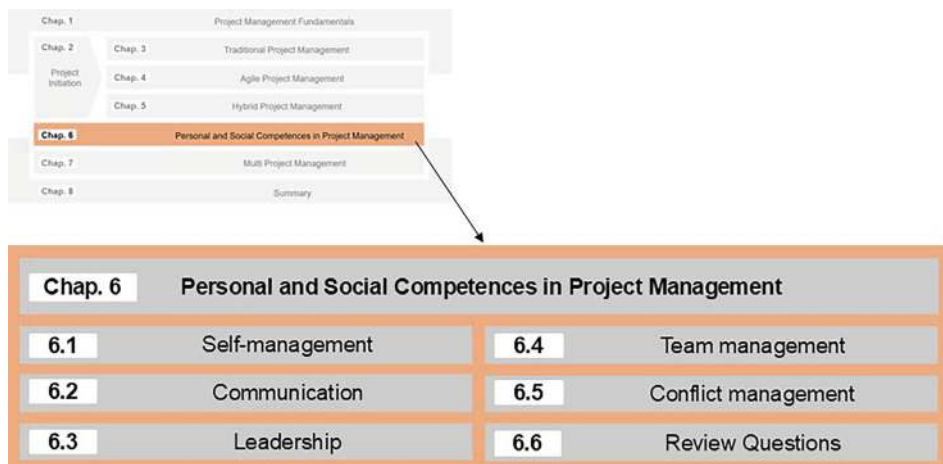 Chap. 1 Project Management Fundamentals
Chap. 2
Project
Initiation
Chap. 3 Traditional Project Management
Chap. 4 Agile Project Management
Chap. 5 Hybrid Project Management
Chap. 6 Personal and Social Competences in Project Management
Chap. 7 Multi Project Management
Chap. 8 Summary
Chap. 6 Personal and Social Competences in Project Management
6.1 Self-management
6.2 Communication
6.3 Leadership
6.4 Team management
6.5 Conflict management
6.6 Review Questions